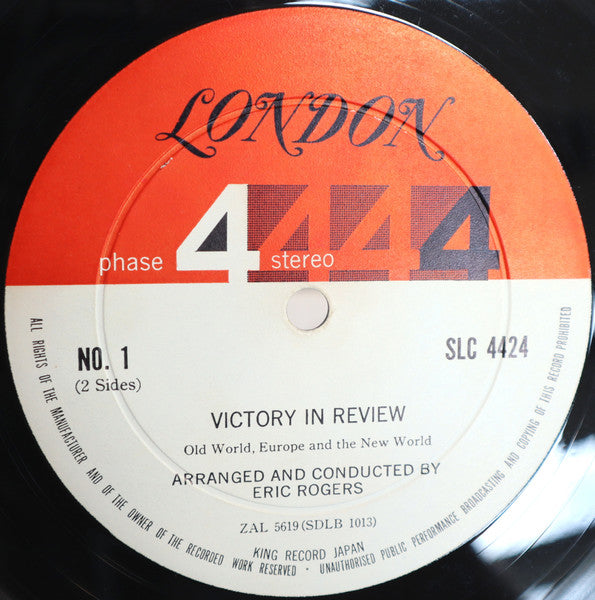 LONDON
phase 4 4 4 4 stereo
NO. 1
(2 Sides)
SLC 4424
VICTORY IN REVIEW
Old World, Europe and the New World
ARRANGED AND CONDUCTED BY
ERIC ROGERS
ZAL 5619 (SDLB 1013)
KING RECORD JAPAN
ALL RIGHTS OF THE MANUFACTURER AND OF THE OWNER OF THE RECORDED WORK RESERVED · UNAUTHORISED PUBLIC PERFORMANCE BROADCASTING AND COPYING OF THIS RECORD PROHIBITED